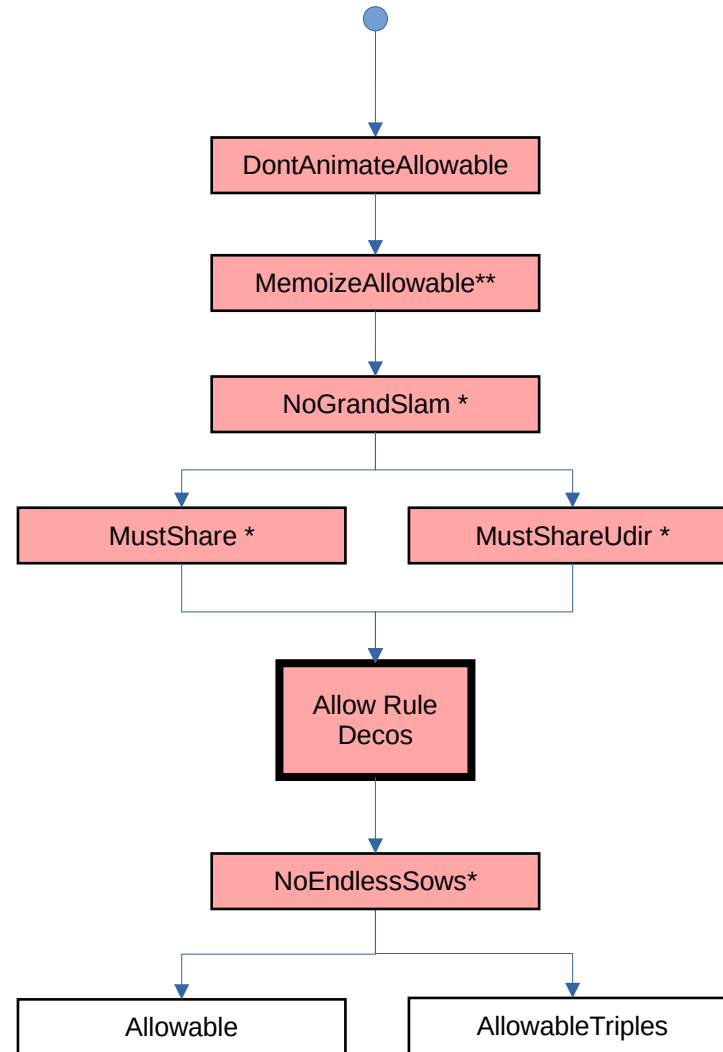 DontAnimateAllowable
MemoizeAllowable**
NoGrandSlam *
MustShare *
MustShareUdir *
Allow Rule
Decos
NoEndlessSows*
Allowable
AllowableTriples